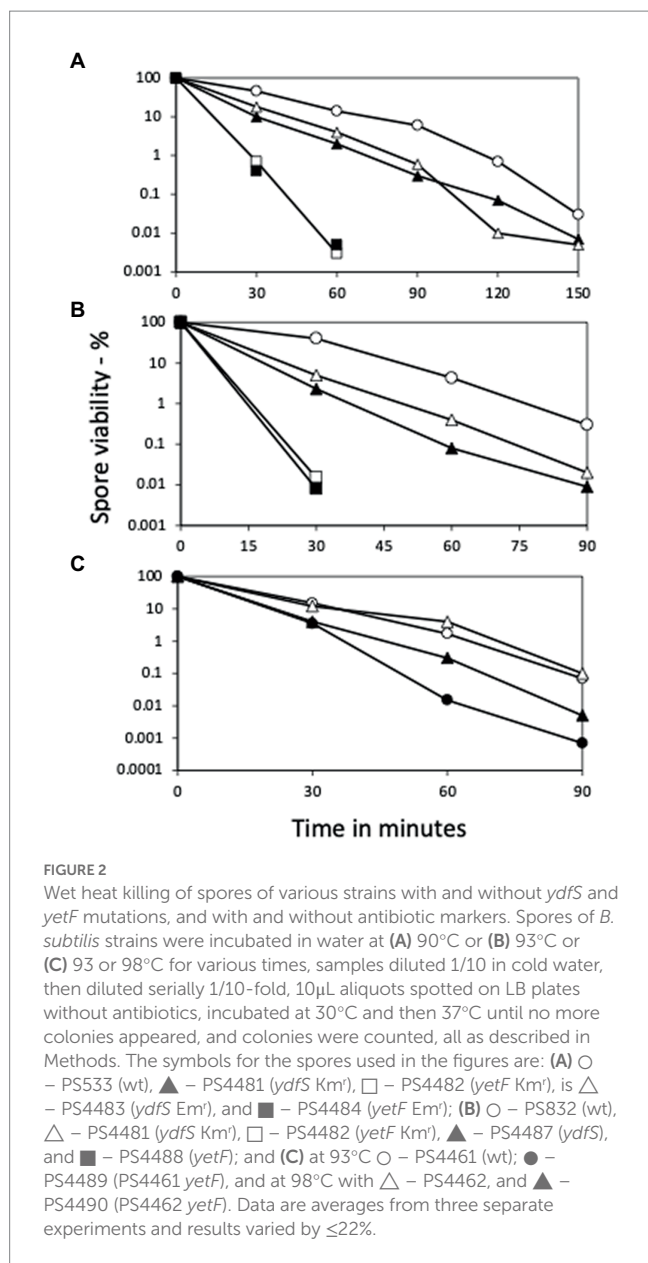 A
100
10
1
0.1
0.01
0.001
0 30 60 90 120 150
B
100
10
1
0.1
0.01
0.001
0 15 30 45 60 75 90
C
100
10
1
0.1
0.01
0.001
0.0001
0 30 60 90
Spore viability - %
Time in minutes
FIGURE 2
Wet heat killing of spores of various strains with and without ydfS and
yetF mutations, and with and without antibiotic markers. Spores of B.
subtilis strains were incubated in water at (A) 90°C or (B) 93°C or
(C) 93 or 98°C for various times, samples diluted 1/10 in cold water,
then diluted serially 1/10-fold, 10μL aliquots spotted on LB plates
without antibiotics, incubated at 30°C and then 37°C until no more
colonies appeared, and colonies were counted, all as described in
Methods. The symbols for the spores used in the figures are: (A) ○
– PS533 (wt), ▲ – PS4481 (ydfS Kmʳ), □ – PS4482 (yetF Kmʳ), is △
– PS4483 (ydfS Emʳ), and ■ – PS4484 (yetF Emʳ); (B) ○ – PS832 (wt),
△ – PS4481 (ydfS Kmʳ), □ – PS4482 (yetF Kmʳ), ▲ – PS4487 (ydfS),
and ■ – PS4488 (yetF); and (C) at 93°C ○ – PS4461 (wt); ● –
PS4489 (PS4461 yetF), and at 98°C with △ – PS4462, and ▲ –
PS4490 (PS4462 yetF). Data are averages from three separate
experiments and results varied by ≤22%.